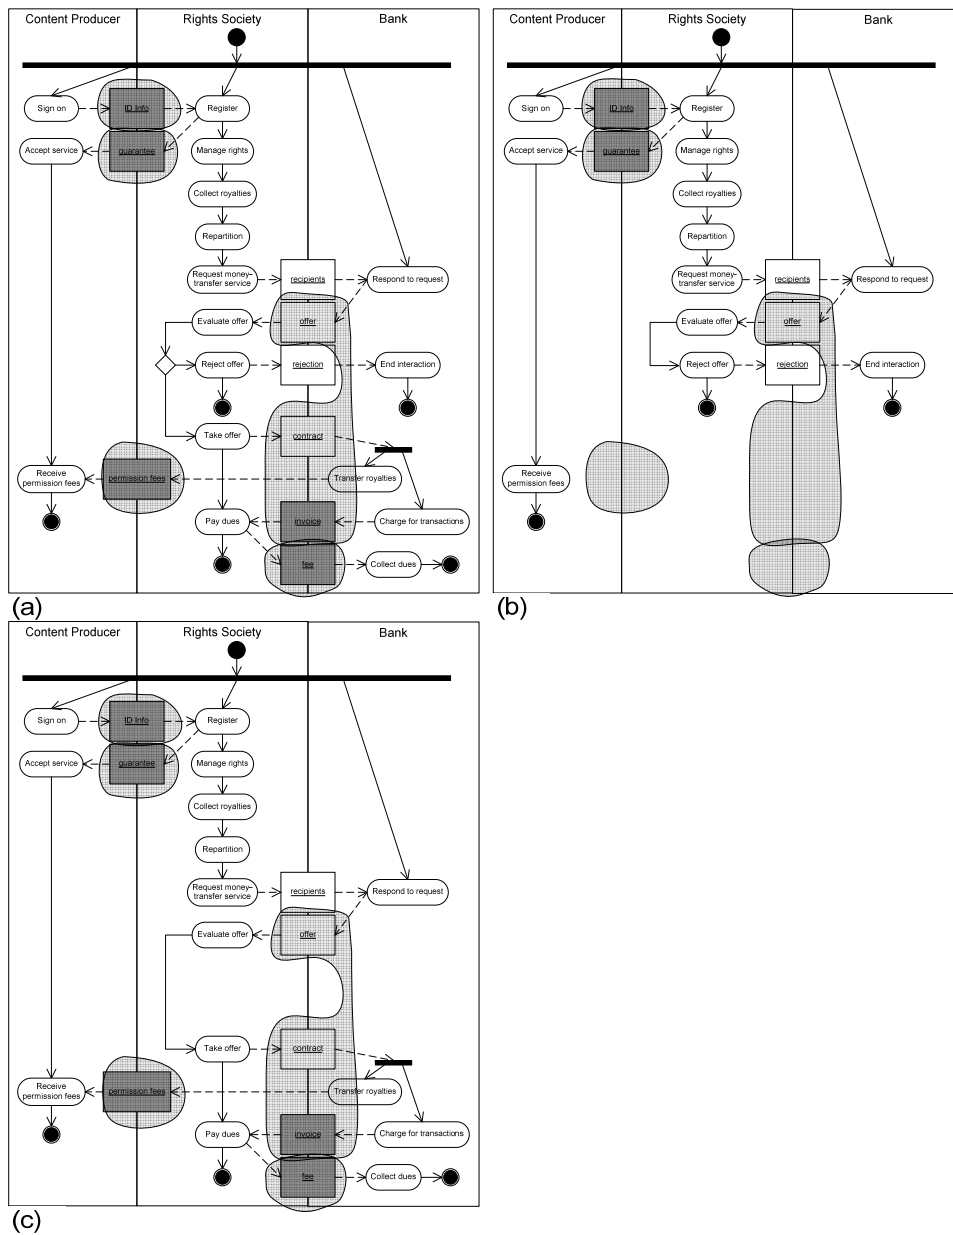 Content Producer Rights Society Bank
Sign on ID Info Register
Accept service guarantee Manage rights
Collect royalties
Repartition
Request money-
transfer service
recipients Respond to request
Evaluate offer offer
Reject offer rejection End interaction
Take offer contract
Receive
permission fees
permission fees Transfer royalties
Pay dues invoice Charge for transactions
fee Collect dues
(a)
Content Producer Rights Society Bank
Sign on ID Info Register
Accept service guarantee Manage rights
Collect royalties
Repartition
Request money-
transfer service
recipients Respond to request
Evaluate offer offer
Reject offer rejection End interaction
Receive
permission fees
(b)
Content Producer Rights Society Bank
Sign on ID Info Register
Accept service guarantee Manage rights
Collect royalties
Repartition
Request money-
transfer service
recipients Respond to request
Evaluate offer offer
Take offer contract
Receive
permission fees
permission fees Transfer royalties
Pay dues invoice Charge for transactions
fee Collect dues
(c)